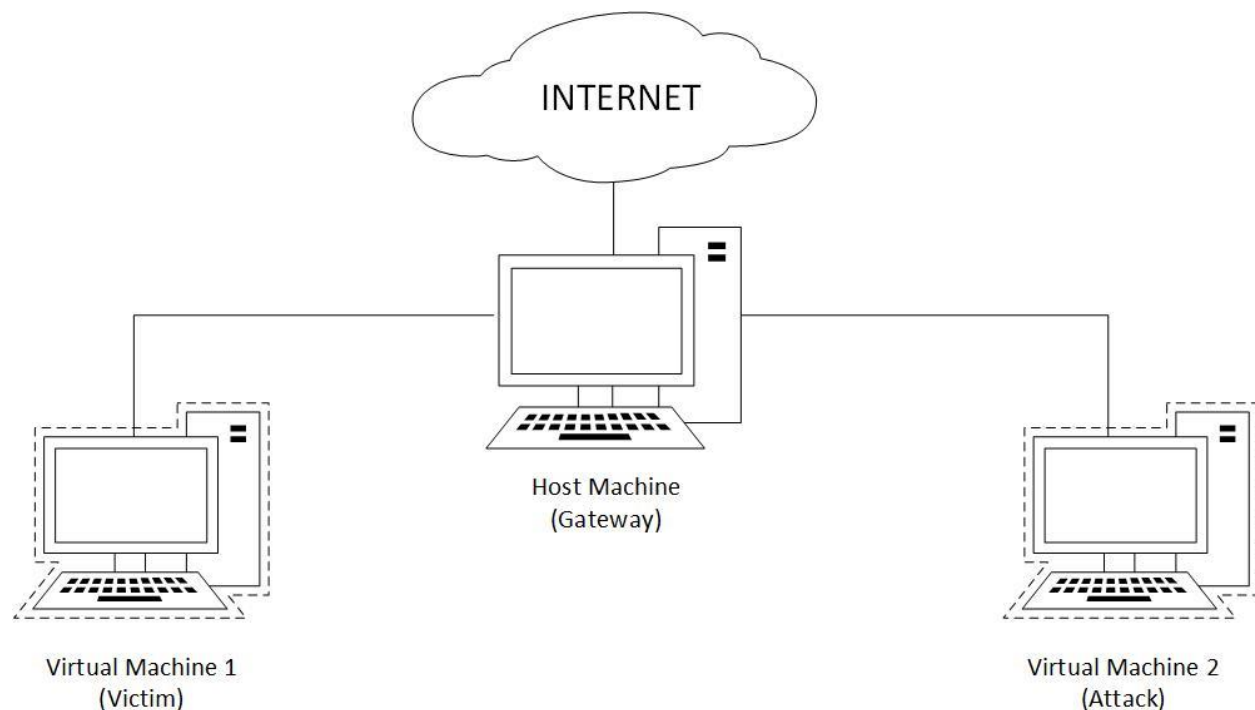 INTERNET
Host Machine
(Gateway)
Virtual Machine 1
(Victim)
Virtual Machine 2
(Attack)